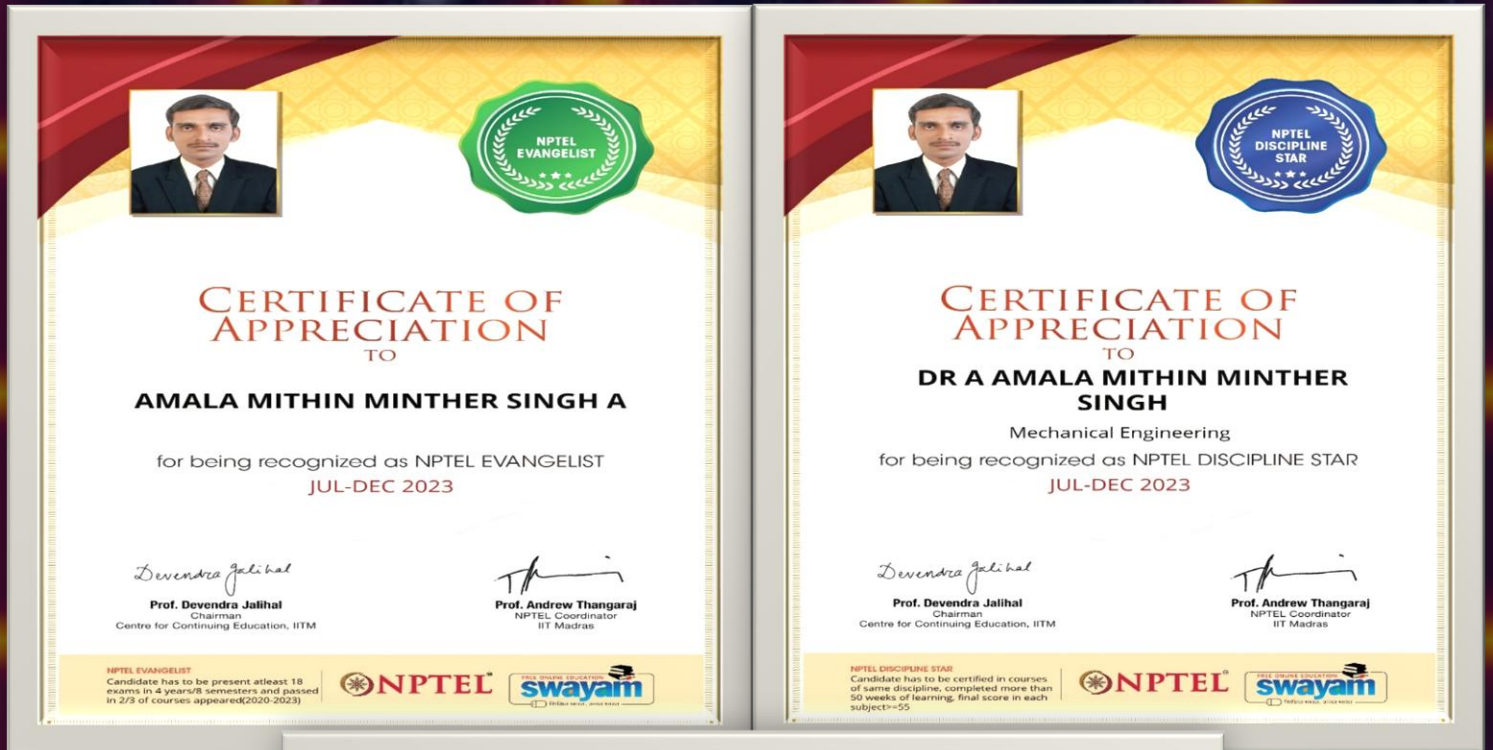 NPTEL
EVANGELIST
CERTIFICATE OF
APPRECIATION
TO
AMALA MITHIN MINTHER SINGH A
for being recognized as NPTEL EVANGELIST
JUL-DEC 2023
Devendra Jalihal
Prof. Devendra Jalihal
Chairman
Centre for Continuing Education, IITM
Prof. Andrew Thangaraj
NPTEL Coordinator
IIT Madras
NPTEL EVANGELIST
Candidate has to be present atleast 18
exams in 4 years/8 semesters and passed
in 2/3 of courses appeared(2020-2023)
NPTEL
FREE ONLINE EDUCATION
swayam
NPTEL
DISCIPLINE
STAR
CERTIFICATE OF
APPRECIATION
TO
DR A AMALA MITHIN MINTHER
SINGH
Mechanical Engineering
for being recognized as NPTEL DISCIPLINE STAR
JUL-DEC 2023
Devendra Jalihal
Prof. Devendra Jalihal
Chairman
Centre for Continuing Education, IITM
Prof. Andrew Thangaraj
NPTEL Coordinator
IIT Madras
NPTEL DISCIPLINE STAR
Candidate has to be certified in courses
of same discipline, completed more than
50 weeks of learning, final score in each
subject>=55
NPTEL
FREE ONLINE EDUCATION
swayam